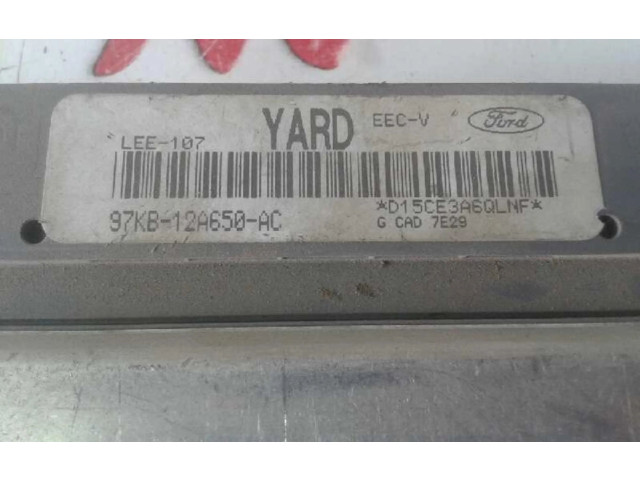 LEE-107 YARD EEC-V Ford
97KB-12A650-AC *D15CE3A6QLNF*
G CAD 7E29